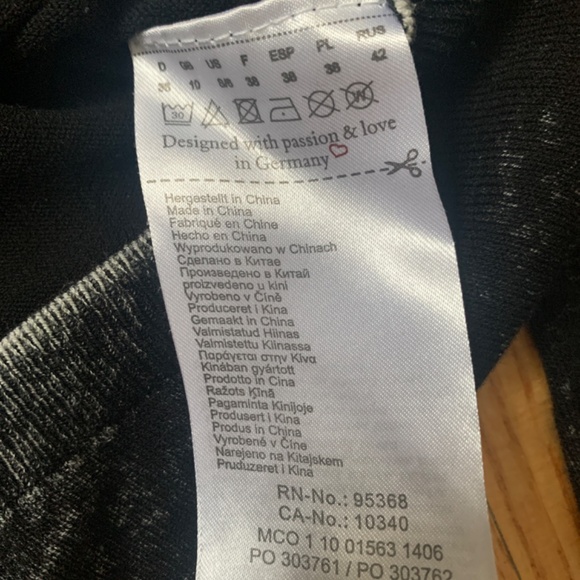 D GB US F ESP PL RUS
36 10 6/8 38 38 36 42
30 W
Designed with passion & love
in Germany
Hergestellt in China
Made in China
Fabriqué en Chine
Hecho en China
Wyprodukowano w Chinach
Сделано в Китае
Произведено в Китай
proizvedeno u kini
Vyrobeno v Číně
Produceret i Kina
Gemaakt in China
Valmistatud Hiinas
Valmistettu Kiinassa
Παράγεται στην Κίνα
Kínában gyártott
Prodotto in Cina
Ražots Ķīnā
Pagaminta Kinijoje
Produsert i Kina
Produs in China
Vyrobené v Číne
Narejeno na Kitajskem
Pruduzeret i Kina
RN-No.: 95368
CA-No.: 10340
MCO 1 10 01563 1406
PO 303761 / PO 303762